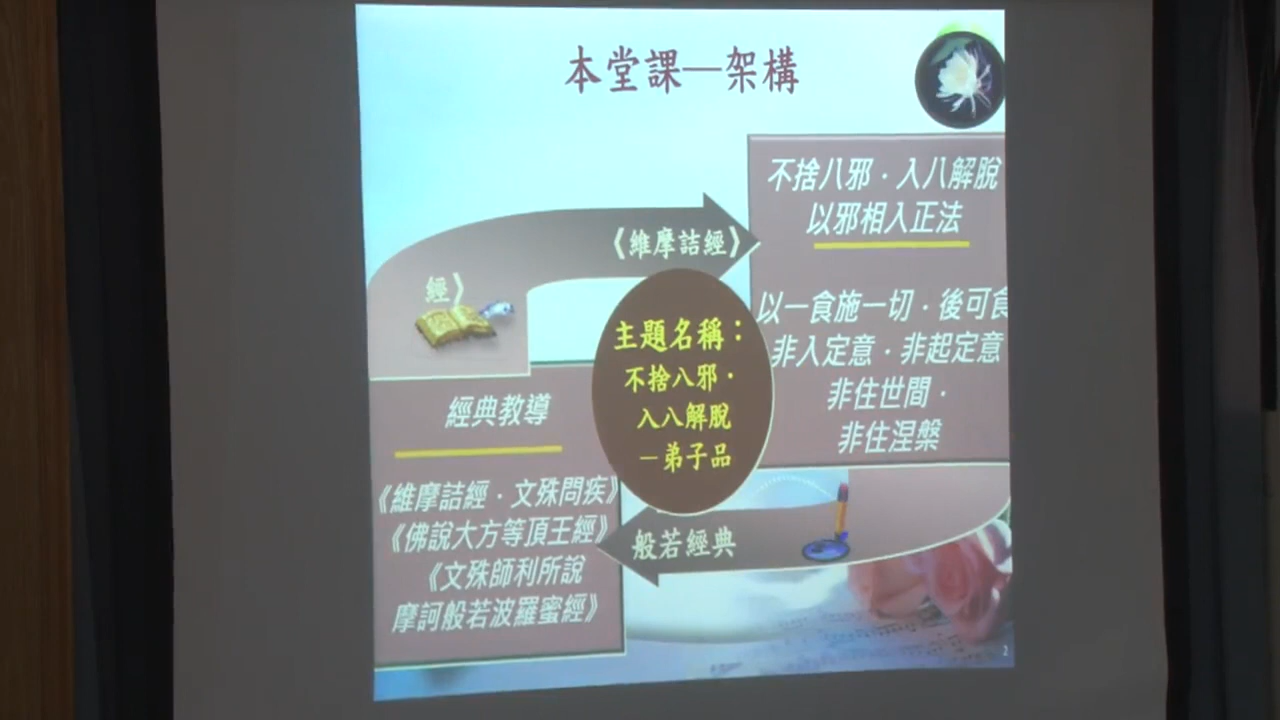 本堂課—架構
不捨八邪．入八解脫
以邪相入正法
《維摩詰經》
經》
以一食施一切．後可食
非入定意．非起定意
非住世間．
非住涅槃
主題名稱：
不捨八邪．
入八解脫
—弟子品
經典教導
《維摩詰經．文殊問疾》
《佛說大方等頂王經》
《文殊師利所說
摩訶般若波羅蜜經》
般若經典
2